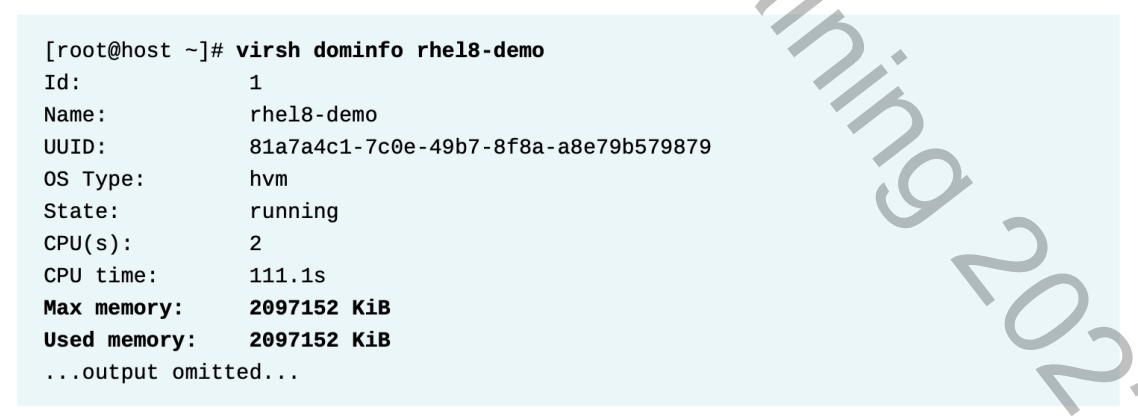 [root@host ~]# virsh dominfo rhel8-demo
Id:             1
Name:           rhel8-demo
UUID:           81a7a4c1-7c0e-49b7-8f8a-a8e79b579879
OS Type:        hvm
State:          running
CPU(s):         2
CPU time:       111.1s
Max memory:     2097152 KiB
Used memory:    2097152 KiB
...output omitted...